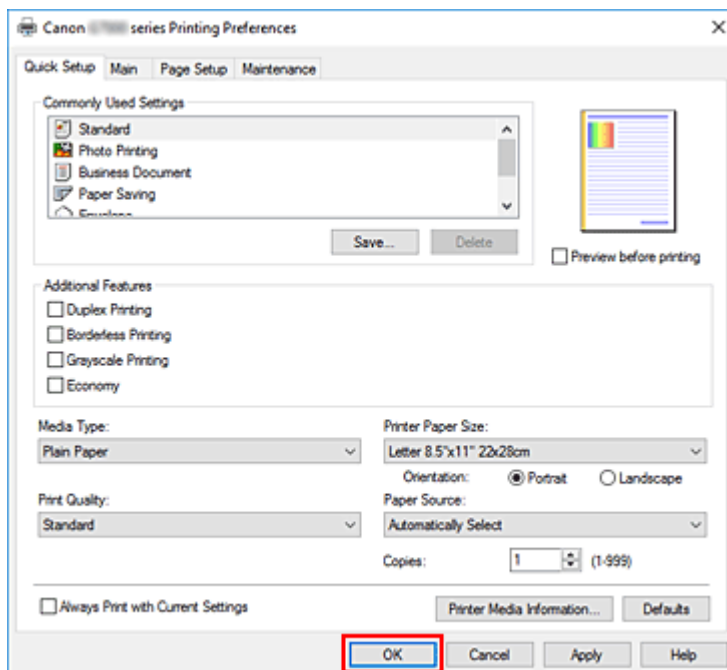 Canon series Printing Preferences
Quick Setup Main Page Setup Maintenance
Commonly Used Settings
Standard
Photo Printing
Business Document
Paper Saving
Envelope
Save... Delete
Preview before printing
Additional Features
Duplex Printing
Borderless Printing
Grayscale Printing
Economy
Media Type: Printer Paper Size:
Plain Paper Letter 8.5"x11" 22x28cm
Orientation: Portrait Landscape
Print Quality: Paper Source:
Standard Automatically Select
Copies: 1 (1-999)
Always Print with Current Settings Printer Media Information... Defaults
OK Cancel Apply Help